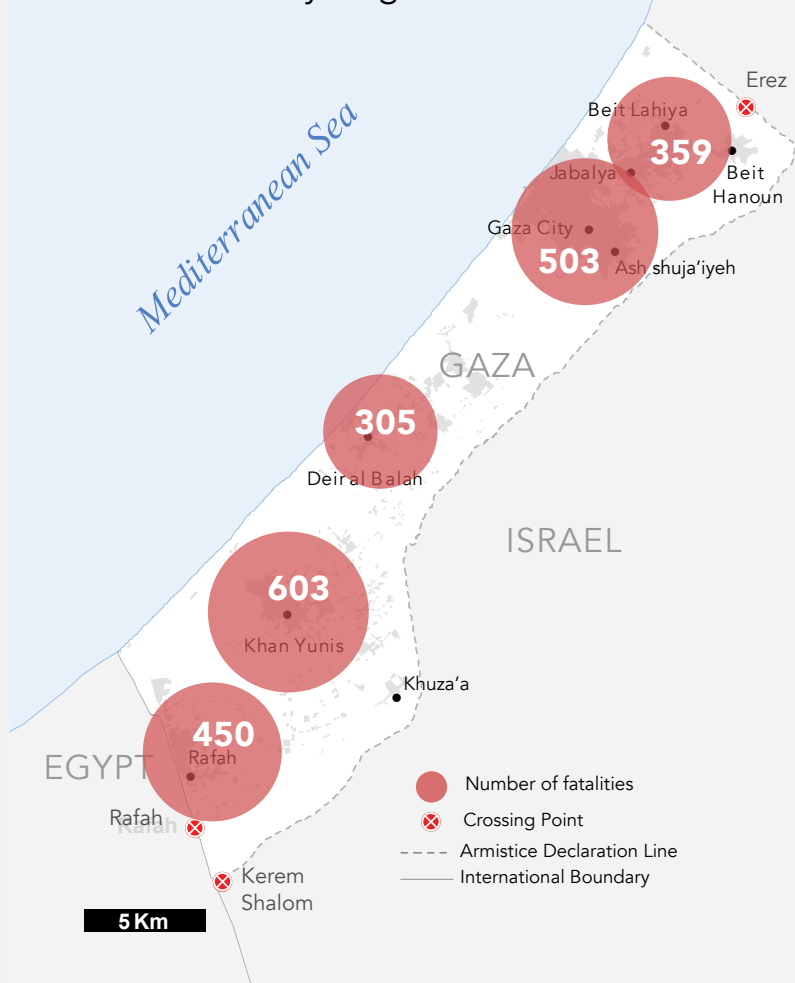 Erez
Beit Lahiya
359
Jabalya
Beit
Hanoun
Gaza City
503
Ash shuja’iyeh
Mediterranean Sea
GAZA
305
Deir al Balah
ISRAEL
603
Khan Yunis
Khuza’a
450
Rafah
EGYPT
Number of fatalities
Rafah
Rafah
Crossing Point
Armistice Declaration Line
Kerem
Shalom
International Boundary
5 Km